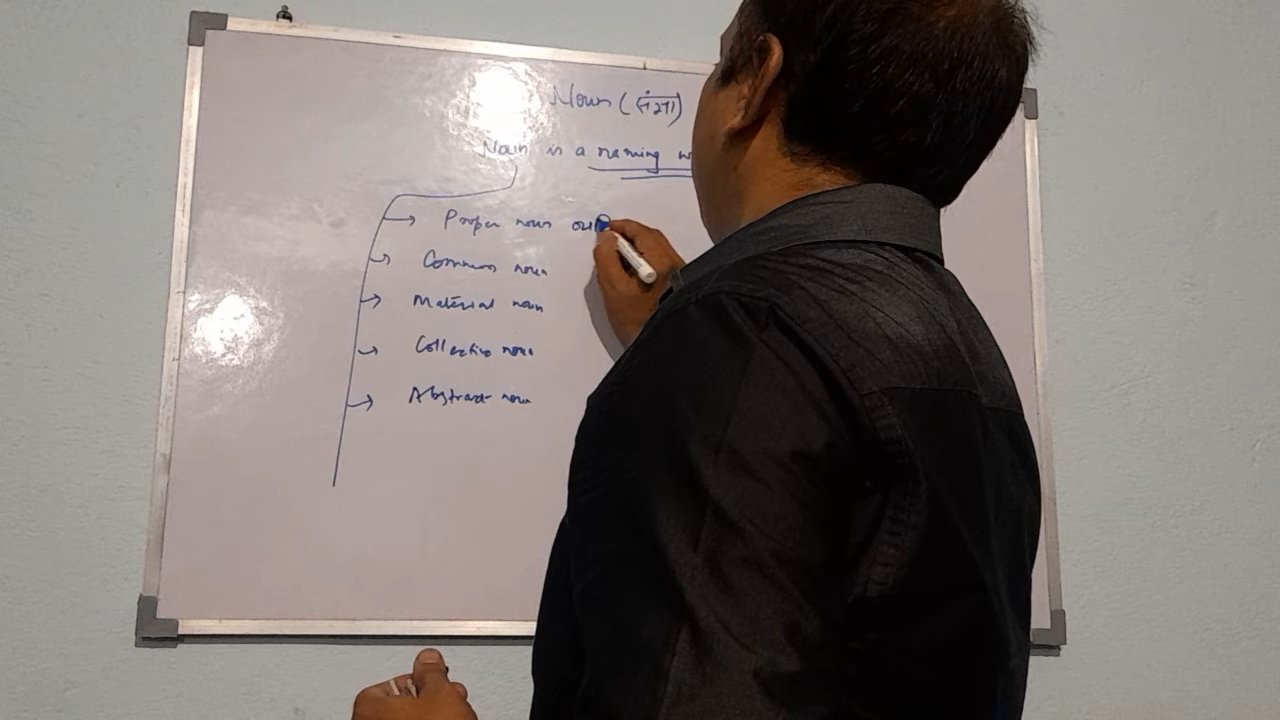 Noun (संज्ञा)
Noun is a naming
Proper noun
Common noun
Material noun
Collective noun
Abstract noun